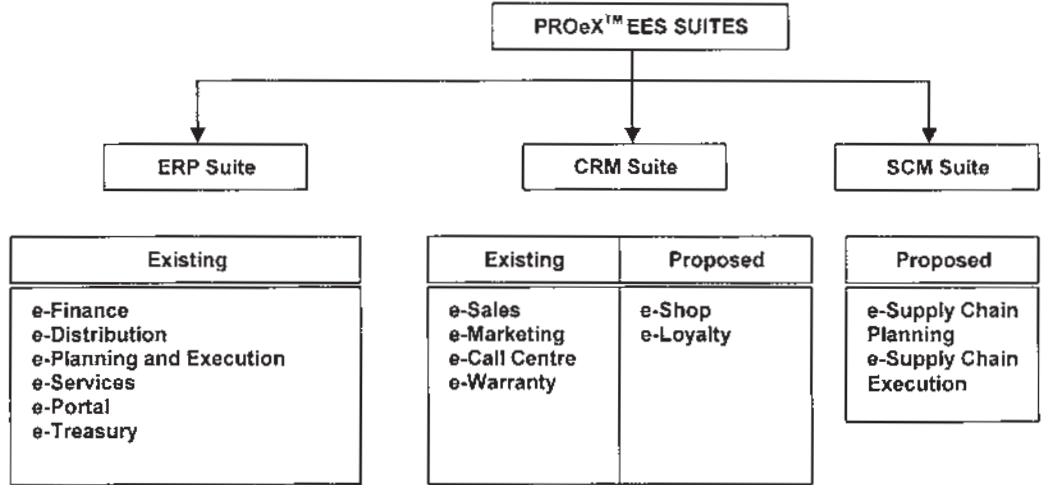 PROeX™ EES SUITES
ERP Suite
CRM Suite
SCM Suite
Existing
e-Finance
e-Distribution
e-Planning and Execution
e-Services
e-Portal
e-Treasury
Existing
e-Sales
e-Marketing
e-Call Centre
e-Warranty
Proposed
e-Shop
e-Loyalty
Proposed
e-Supply Chain
Planning
e-Supply Chain
Execution